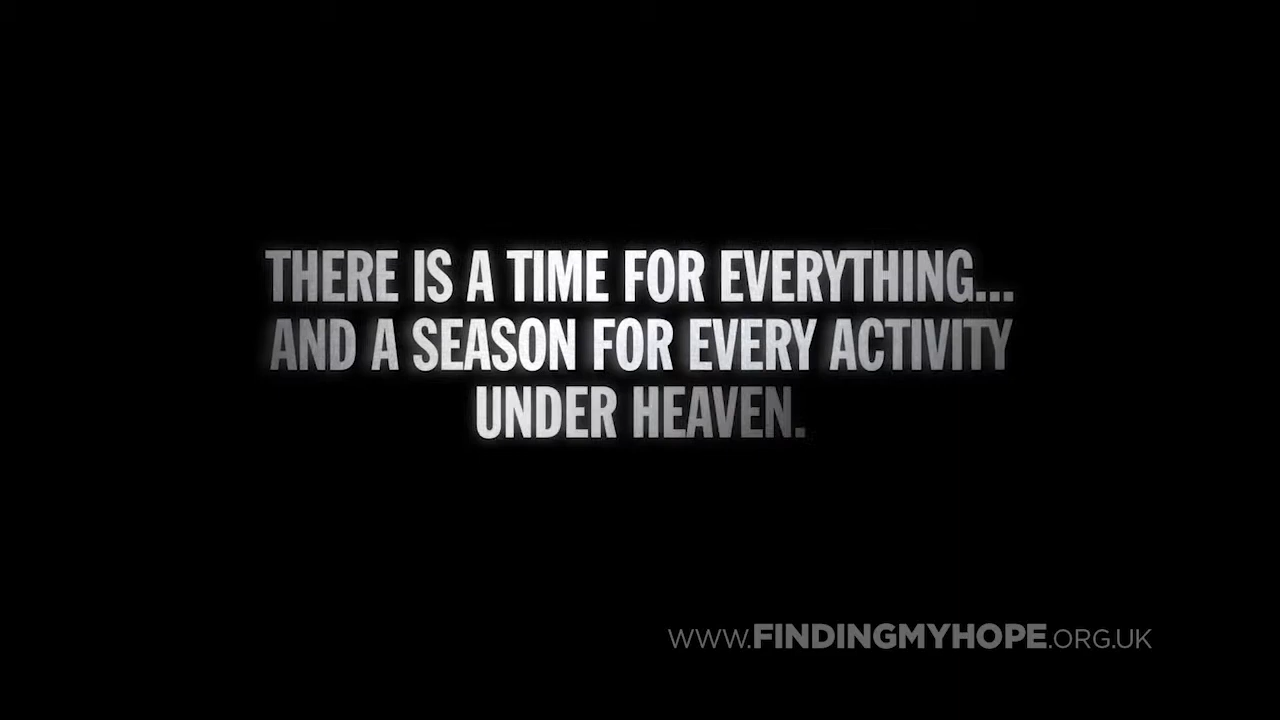 THERE IS A TIME FOR EVERYTHING...
AND A SEASON FOR EVERY ACTIVITY
UNDER HEAVEN.
WWW.FINDINGMYHOPE.ORG.UK